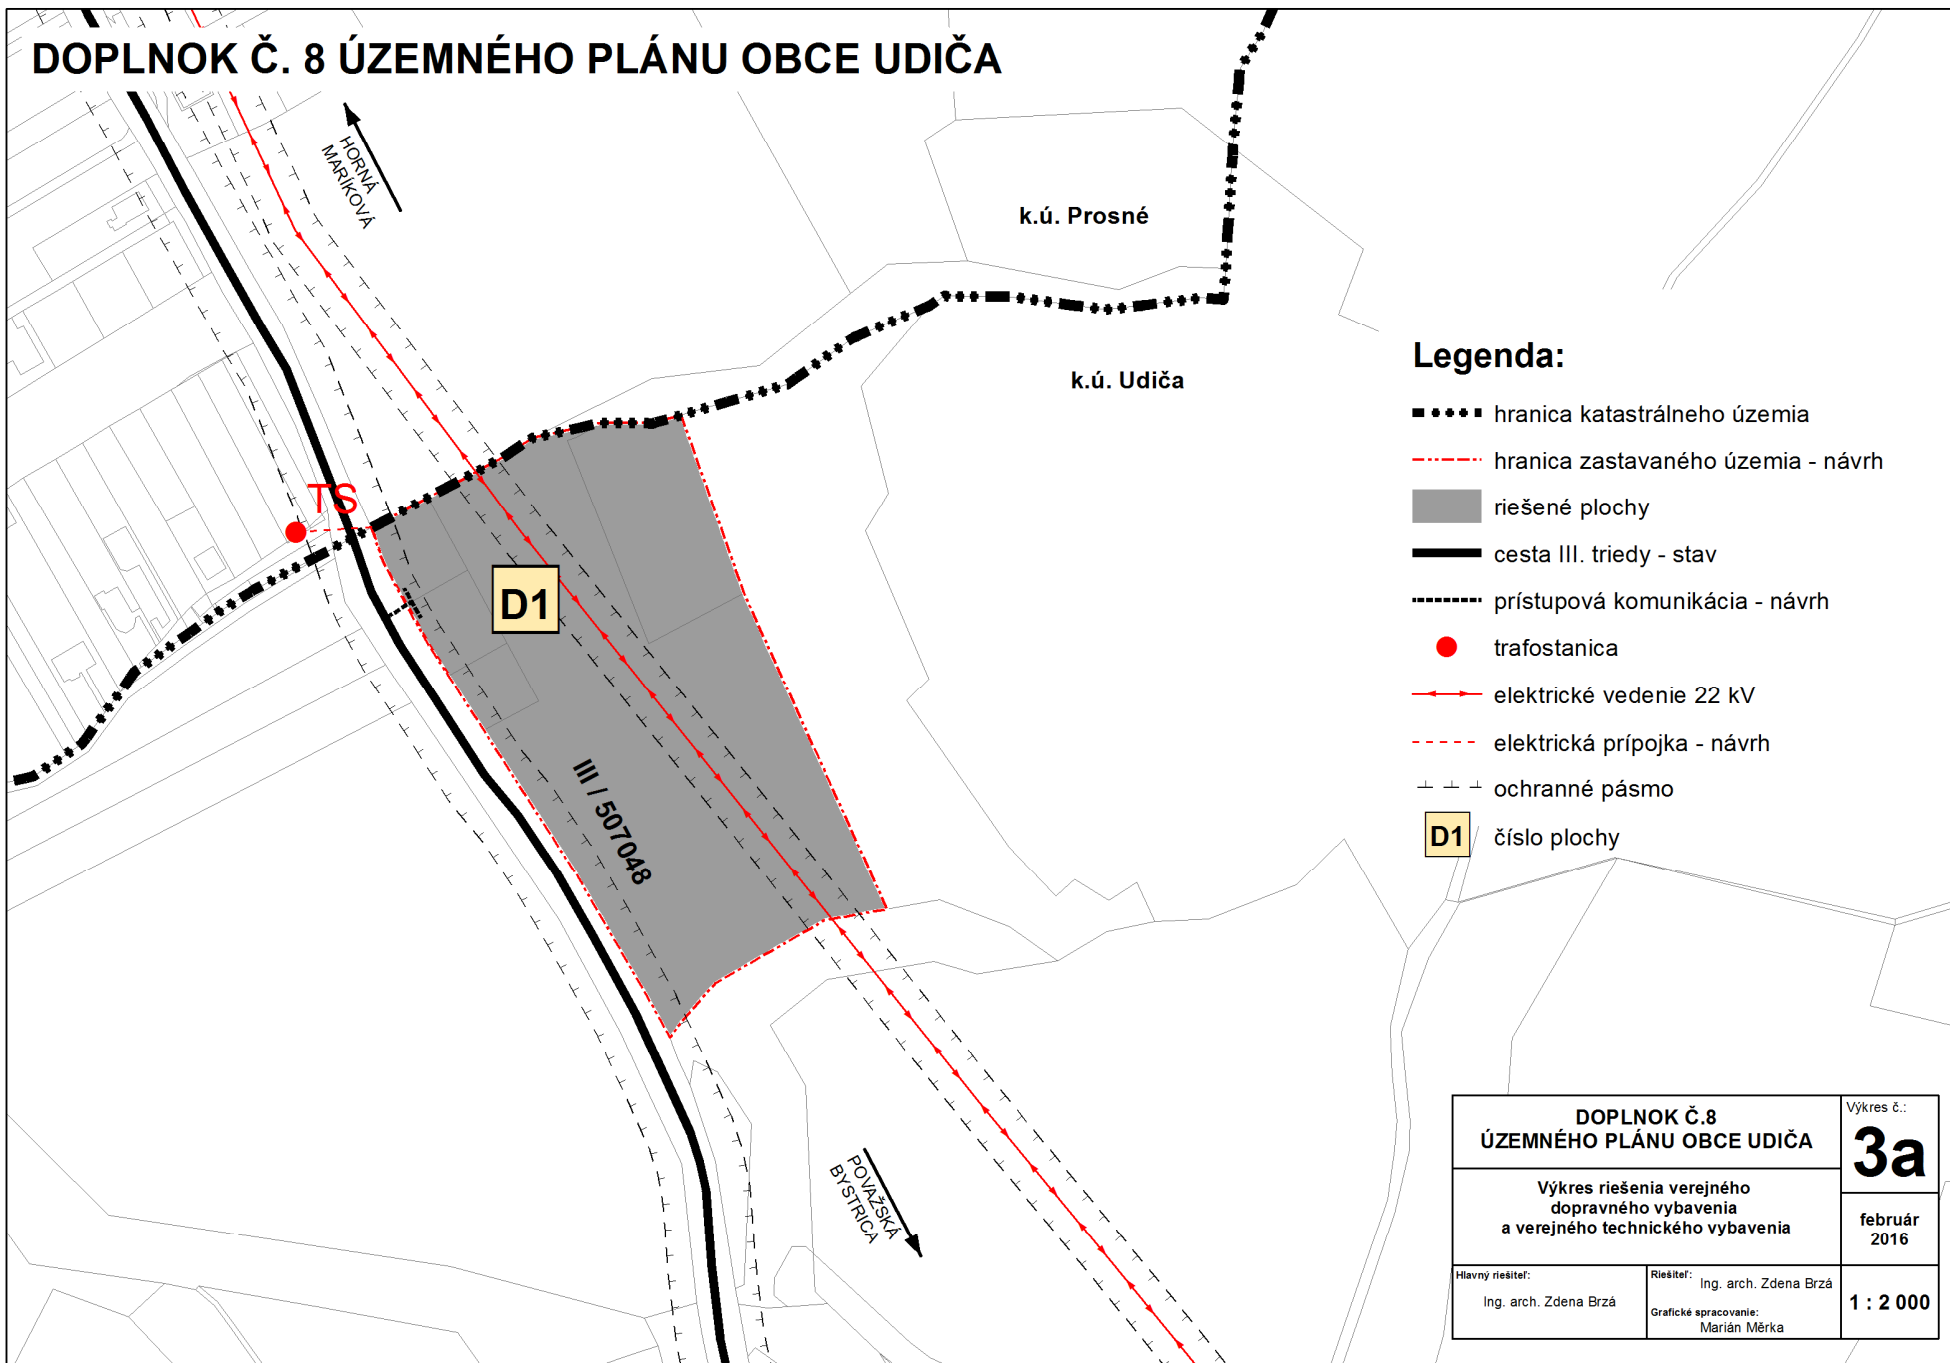 DOPLNOK Č. 8 ÚZEMNÉHO PLÁNU OBCE UDIČA
HORNÁ
MARÍKOVÁ
k.ú. Prosné
k.ú. Udiča
TS
D1
III / 507048
POVAŽSKÁ
BYSTRICA
Legenda:
hranica katastrálneho územia
hranica zastavaného územia - návrh
riešené plochy
cesta III. triedy - stav
prístupová komunikácia - návrh
trafostanica
elektrické vedenie 22 kV
elektrická prípojka - návrh
ochranné pásmo
D1 číslo plochy
DOPLNOK Č.8
ÚZEMNÉHO PLÁNU OBCE UDIČA
Výkres č.:
3a
Výkres riešenia verejného
dopravného vybavenia
a verejného technického vybavenia
február
2016
Hlavný riešiteľ:
Ing. arch. Zdena Brzá
Riešiteľ: Ing. arch. Zdena Brzá
Grafické spracovanie:
Marián Měrka
1 : 2 000